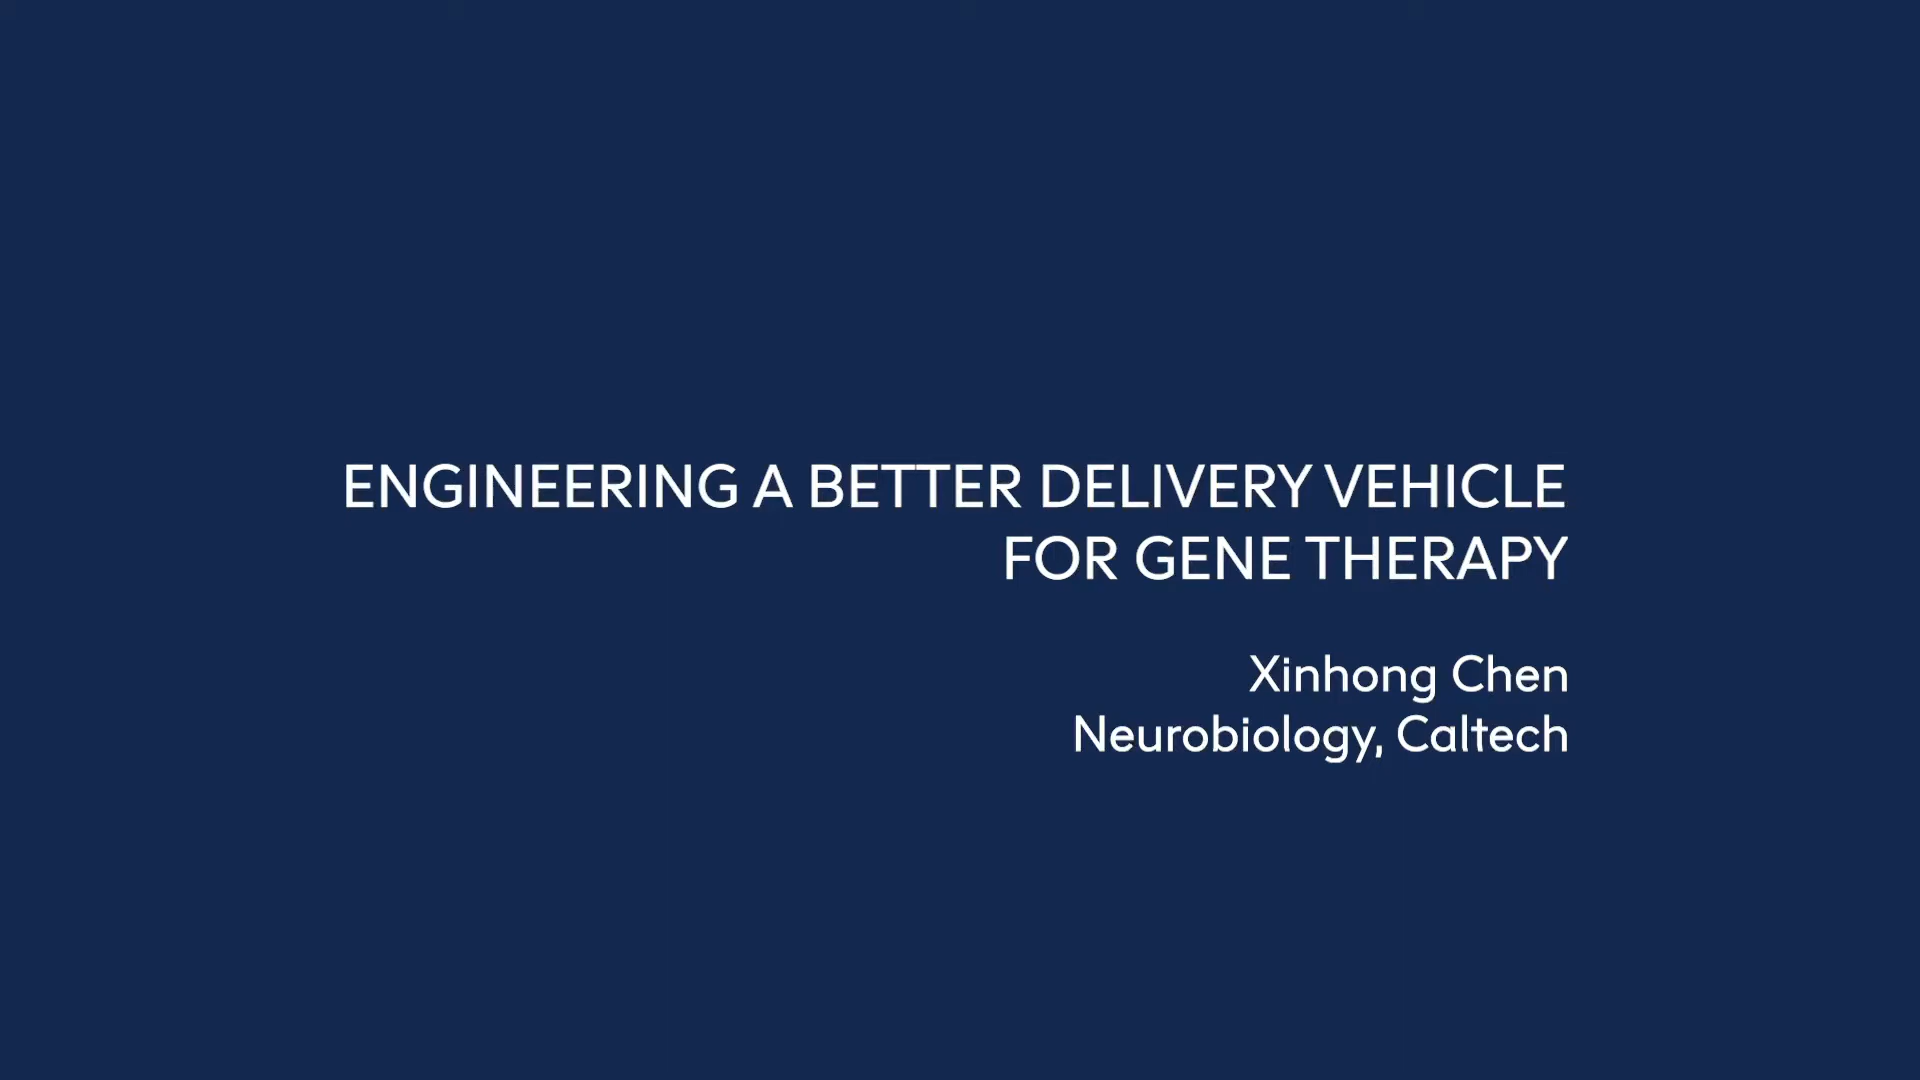 ENGINEERING A BETTER DELIVERY VEHICLE
FOR GENE THERAPY
Xinhong Chen
Neurobiology, Caltech